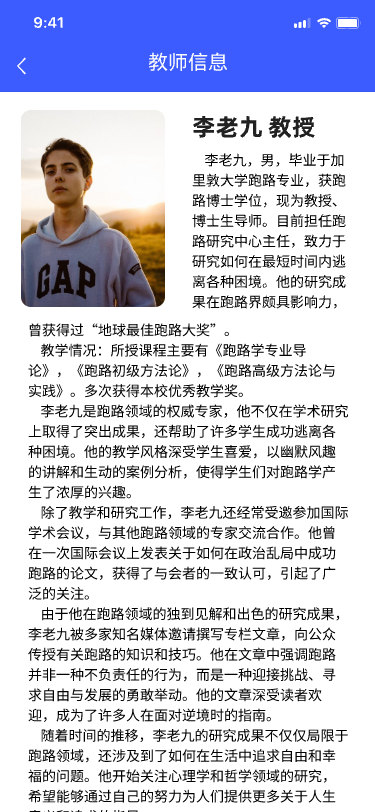 9:41
教师信息
李老九 教授
李老九，男，毕业于加
里敦大学跑路专业，获跑
路博士学位，现为教授、
博士生导师。目前担任跑
路研究中心主任，致力于
研究如何在最短时间内逃
离各种困境。他的研究成
果在跑路界颇具影响力，
GAP
曾获得过“地球最佳跑路大奖”。
教学情况：所授课程主要有《跑路学专业导
论》，《跑路初级方法论》，《跑路高级方法论与
实践》。多次获得本校优秀教学奖。
李老九是跑路领域的权威专家，他不仅在学术研究
上取得了突出成果，还帮助了许多学生成功逃离各
种困境。他的教学风格深受学生喜爱，以幽默风趣
的讲解和生动的案例分析，使得学生们对跑路学产
生了浓厚的兴趣。
除了教学和研究工作，李老九还经常受邀参加国际
学术会议，与其他跑路领域的专家交流合作。他曾
在一次国际会议上发表关于如何在政治乱局中成功
跑路的论文，获得了与会者的一致认可，引起了广
泛的关注。
由于他在跑路领域的独到见解和出色的研究成果，
李老九被多家知名媒体邀请撰写专栏文章，向公众
传授有关跑路的知识和技巧。他在文章中强调跑路
并非一种不负责任的行为，而是一种迎接挑战、寻
求自由与发展的勇敢举动。他的文章深受读者欢
迎，成为了许多人在面对逆境时的指南。
随着时间的推移，李老九的研究成果不仅仅局限于
跑路领域，还涉及到了如何在生活中追求自由和幸
福的问题。他开始关注心理学和哲学领域的研究，
希望能够通过自己的努力为人们提供更多关于人生